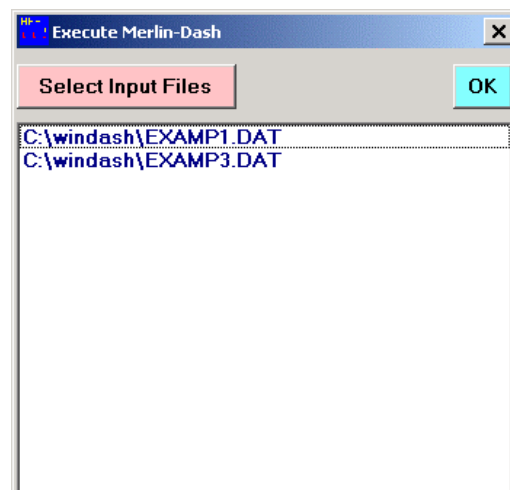 Execute Merlin-Dash
Select Input Files
OK
C:\windash\EXAMP1.DAT
C:\windash\EXAMP3.DAT